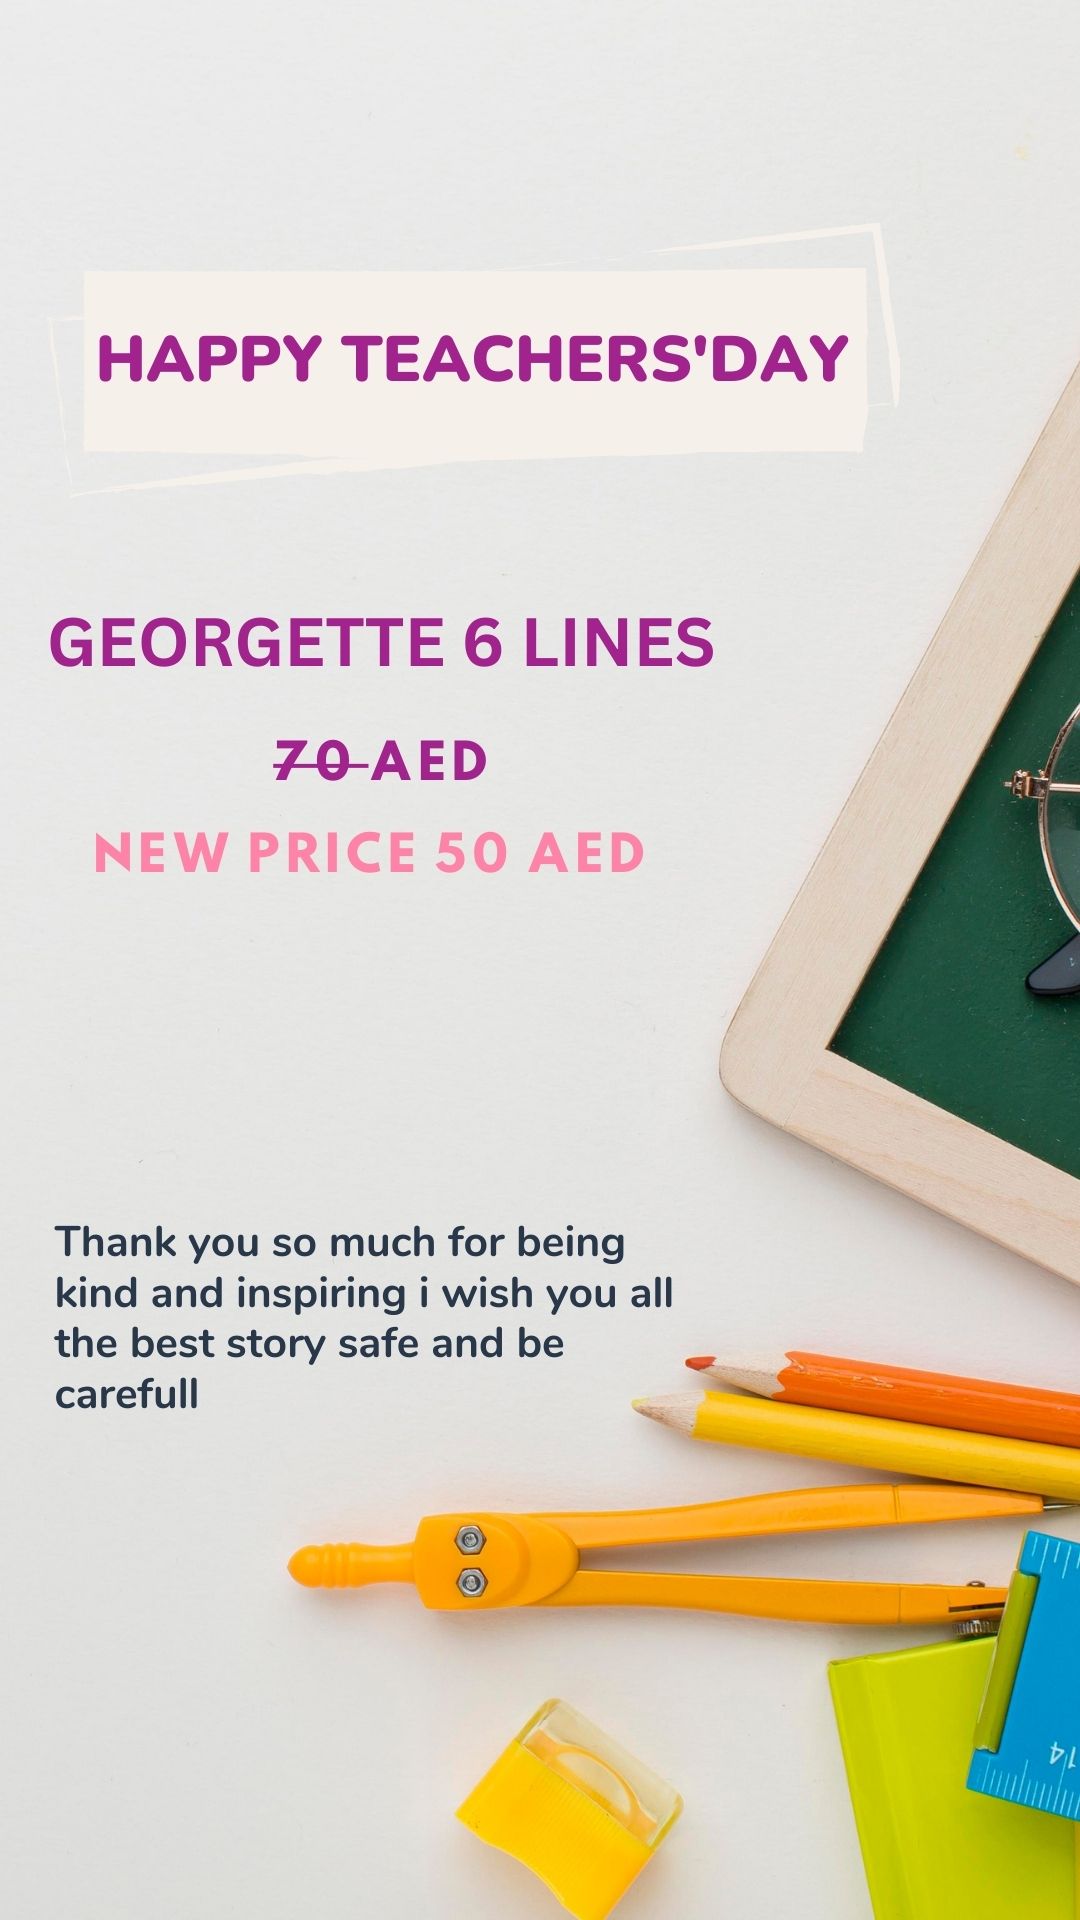 HAPPY TEACHERS'DAY
GEORGETTE 6 LINES
70 AED
NEW PRICE 50 AED
Thank you so much for being
kind and inspiring i wish you all
the best story safe and be
carefull
14